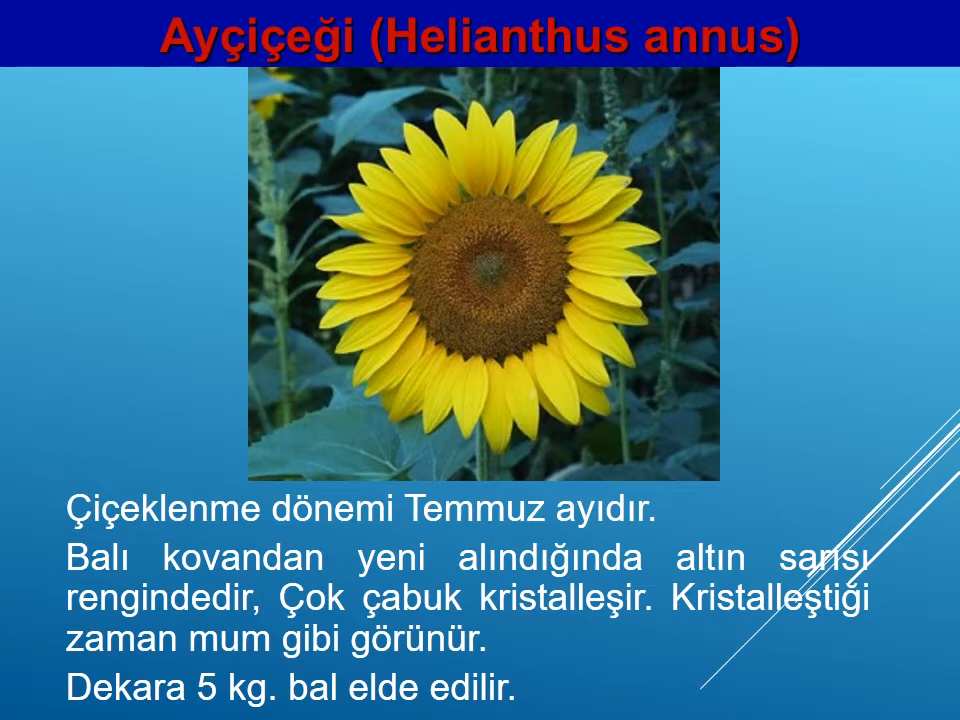 Ayçiçeği (Helianthus annus)
Çiçeklenme dönemi Temmuz ayıdır.
Balı kovandan yeni alındığında altın sarısı
rengindedir, Çok çabuk kristalleşir. Kristalleştiği
zaman mum gibi görünür.
Dekara 5 kg. bal elde edilir.